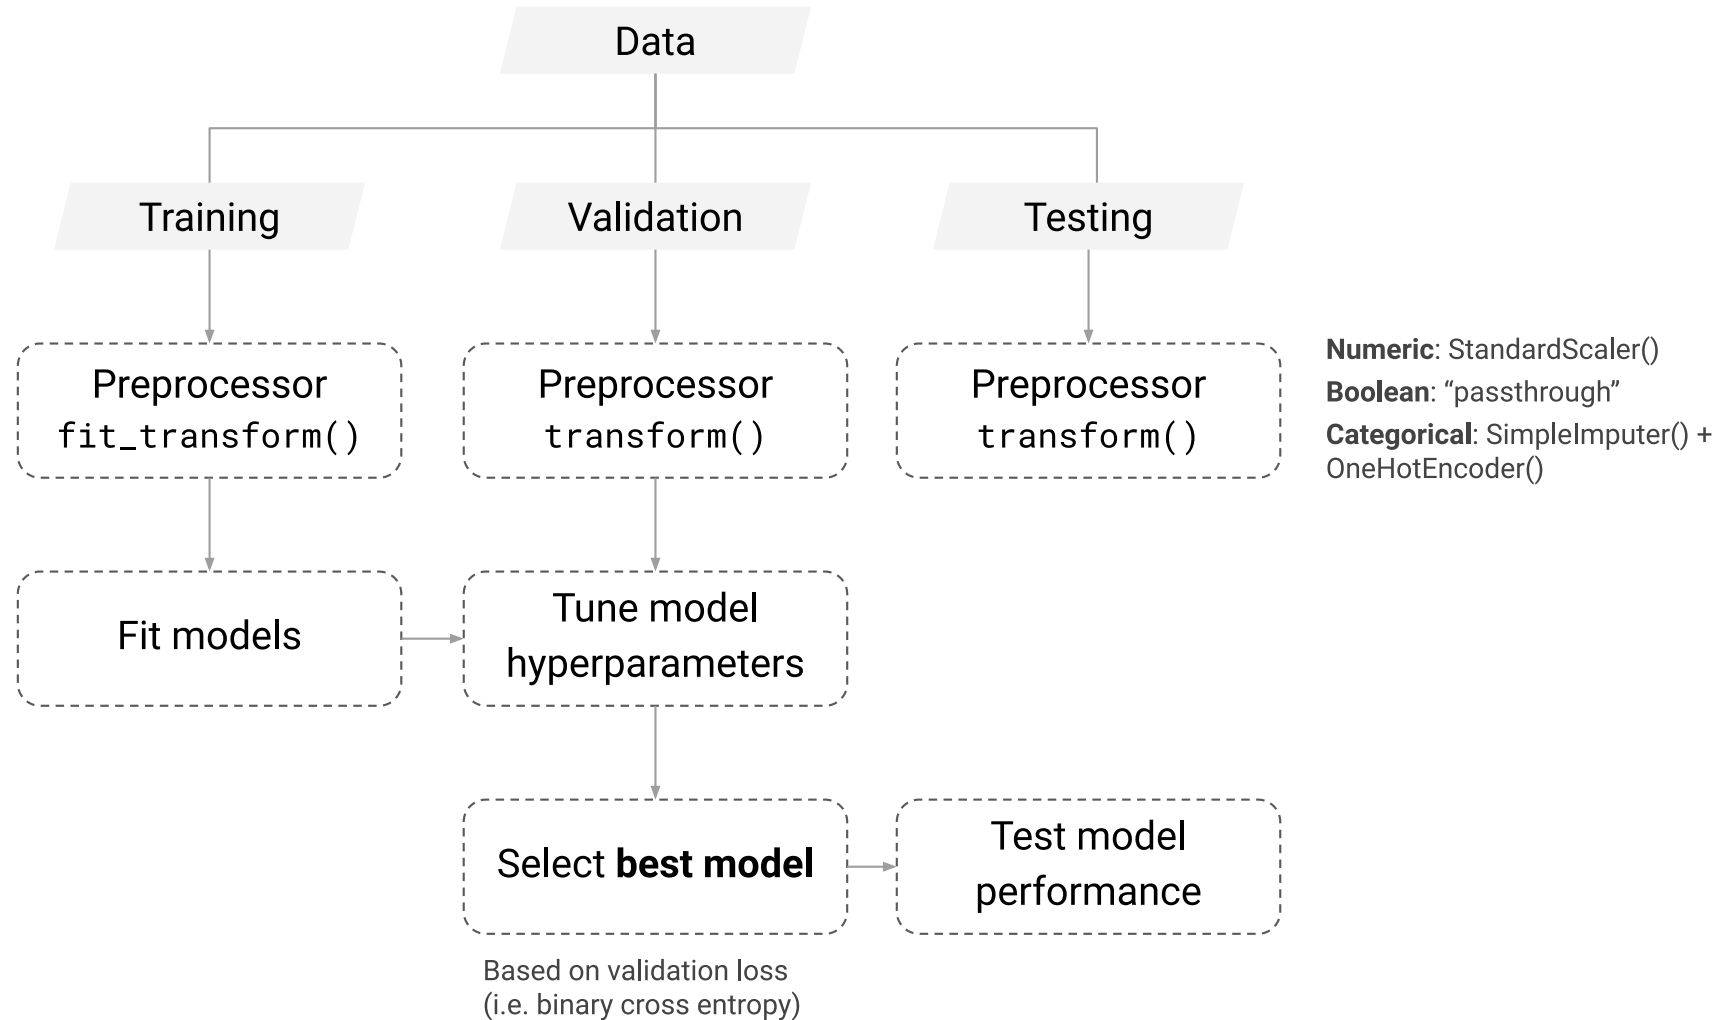 Data
Training
Validation
Testing
Preprocessor
fit_transform()
Preprocessor
transform()
Preprocessor
transform()
Numeric: StandardScaler()
Boolean: “passthrough”
Categorical: SimpleImputer() +
OneHotEncoder()
Fit models
Tune model
hyperparameters
Select best model
Test model
performance
Based on validation loss
(i.e. binary cross entropy)